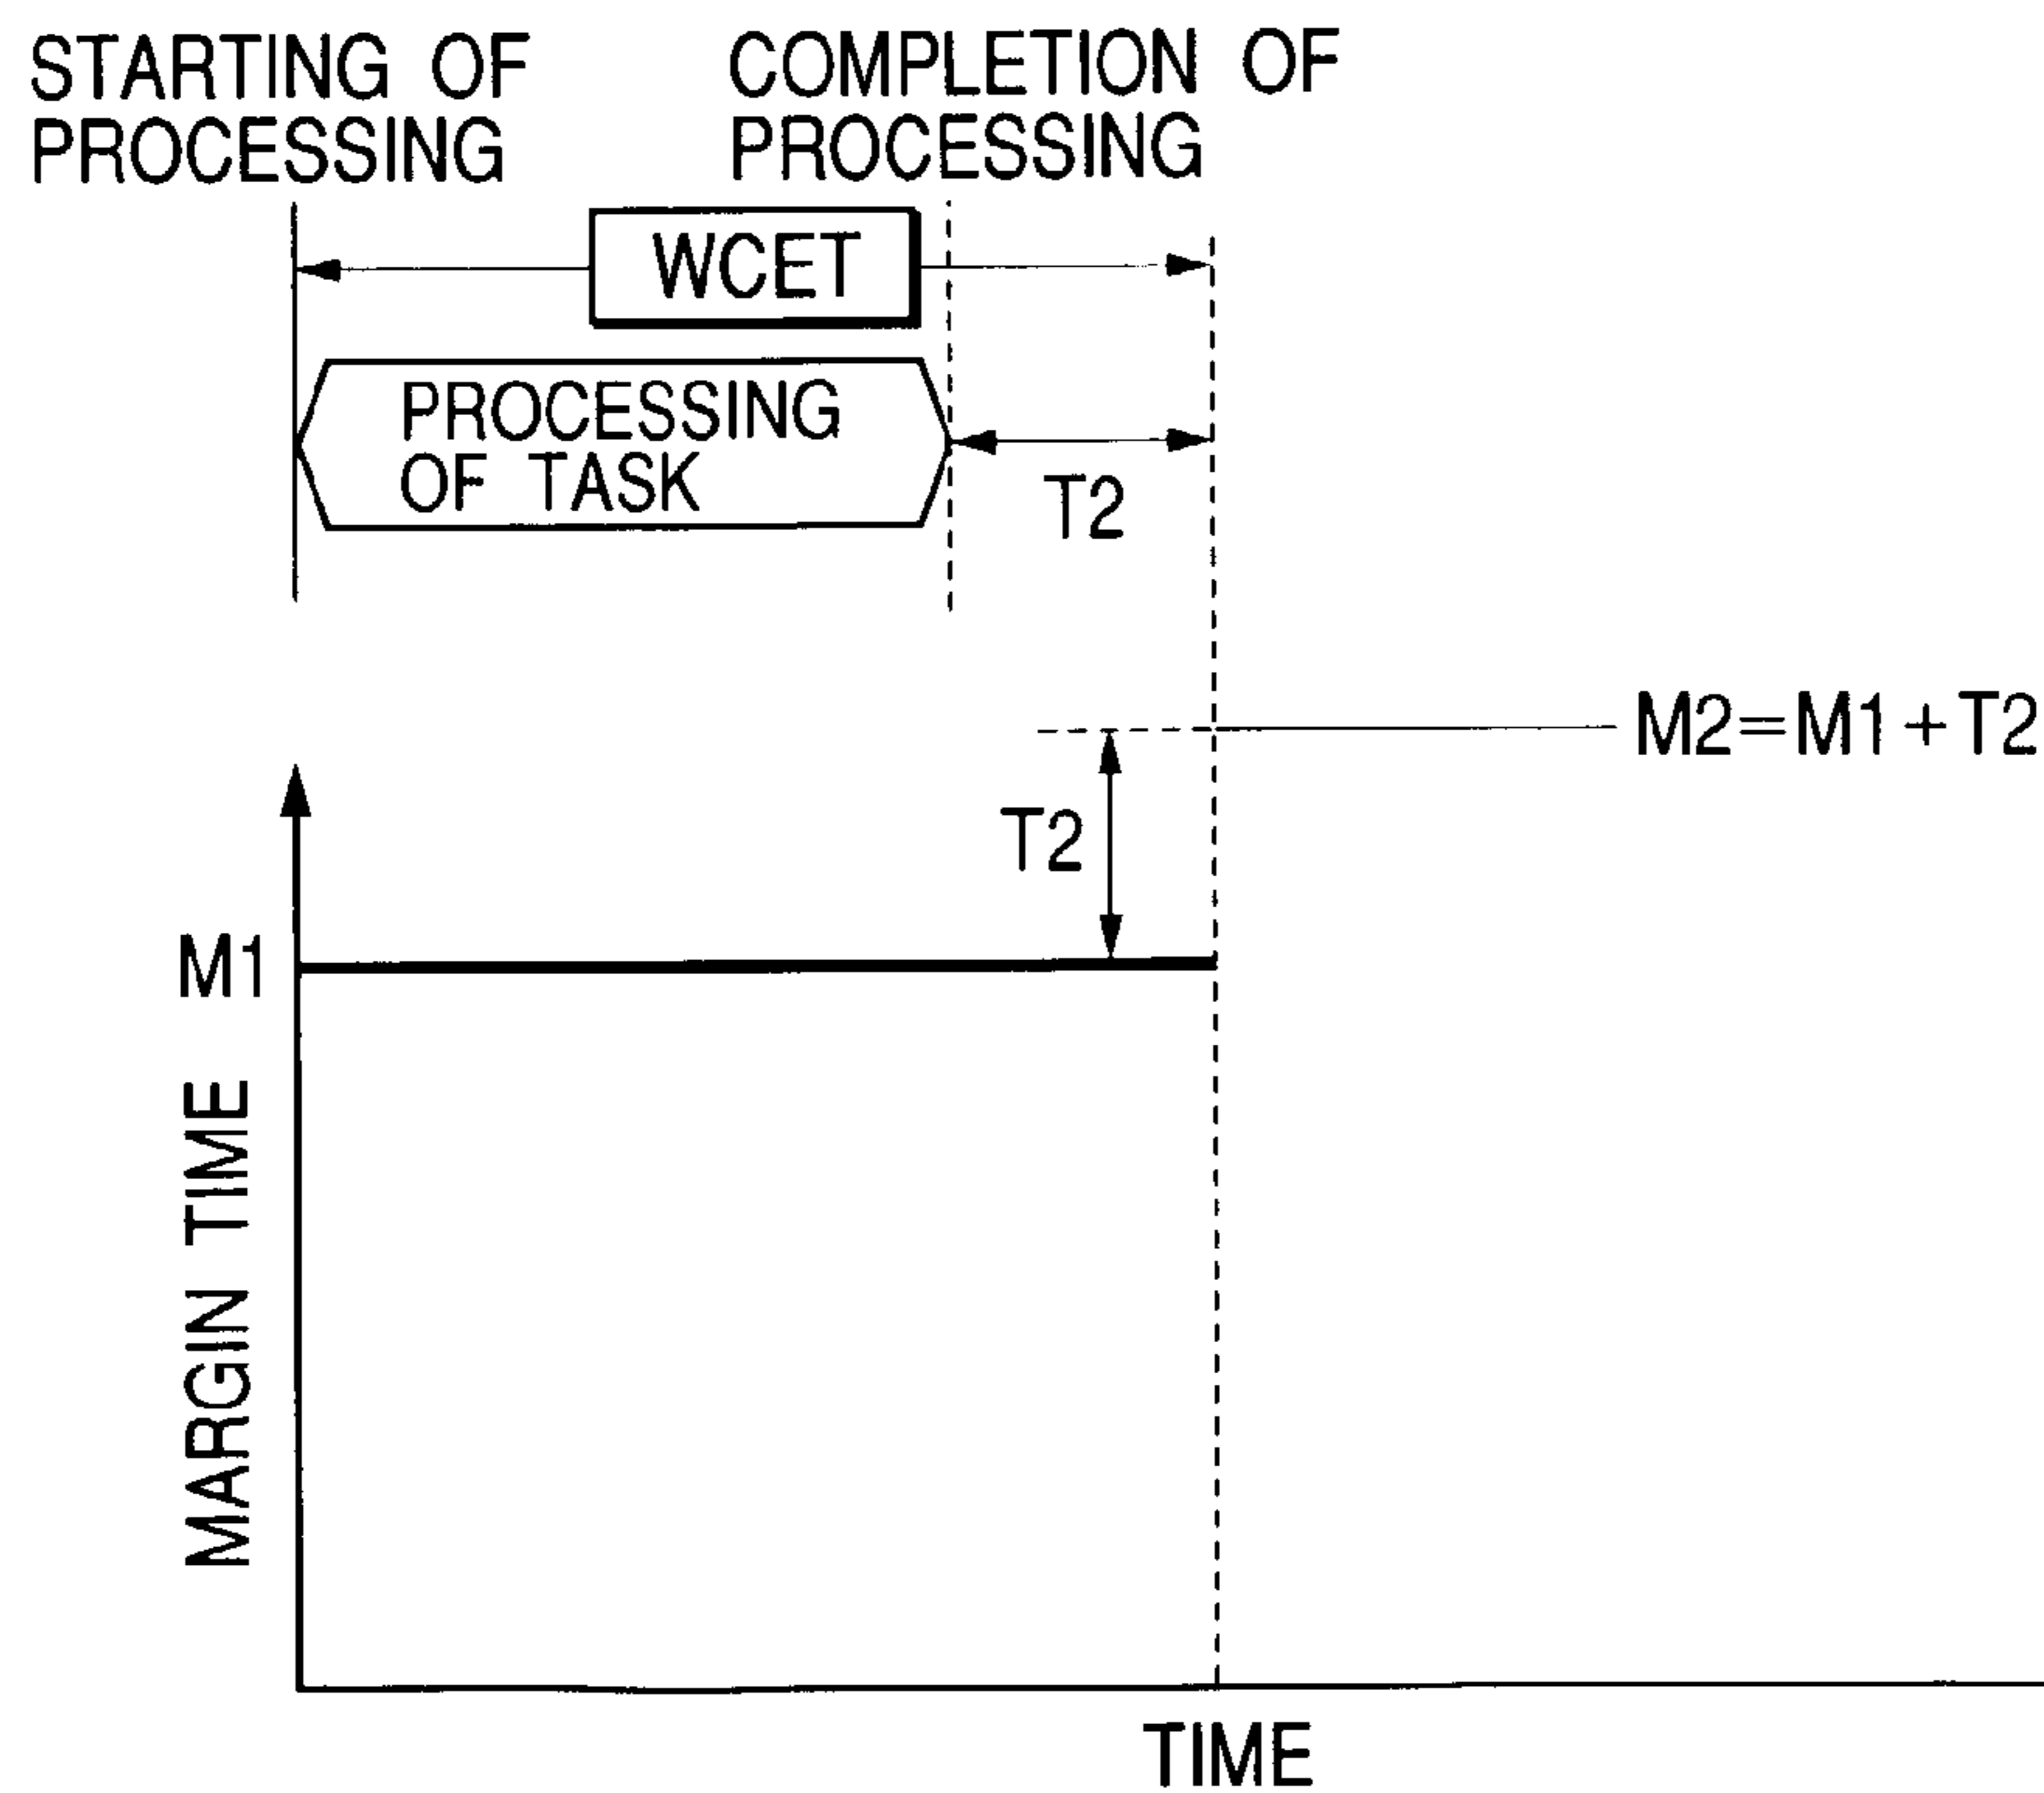 STARTING OF
PROCESSING
COMPLETION OF
PROCESSING
WCET
PROCESSING
OF TASK
T2
M2=M1+T2
T2
M1
MARGIN TIME
TIME